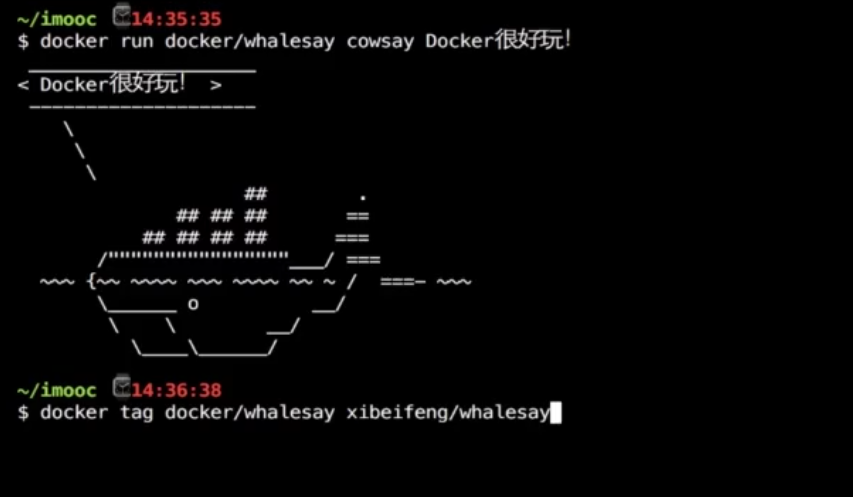 ~/imooc 14:35:35
$ docker run docker/whalesay cowsay Docker很好玩!
 ____________________
< Docker很好玩!  >
 --------------------
    \
     \
      \
                    ##         .
              ## ## ##       ==
           ## ## ## ##      ===
       /""""""""""""""""\___/ ===
  ~~~ {~~ ~~~~ ~~~ ~~~~ ~~ ~ /  ===- ~~~
       \______ o           __/
        \    \         __/
          \____\______/
~/imooc 14:36:38
$ docker tag docker/whalesay xibeifeng/whalesay